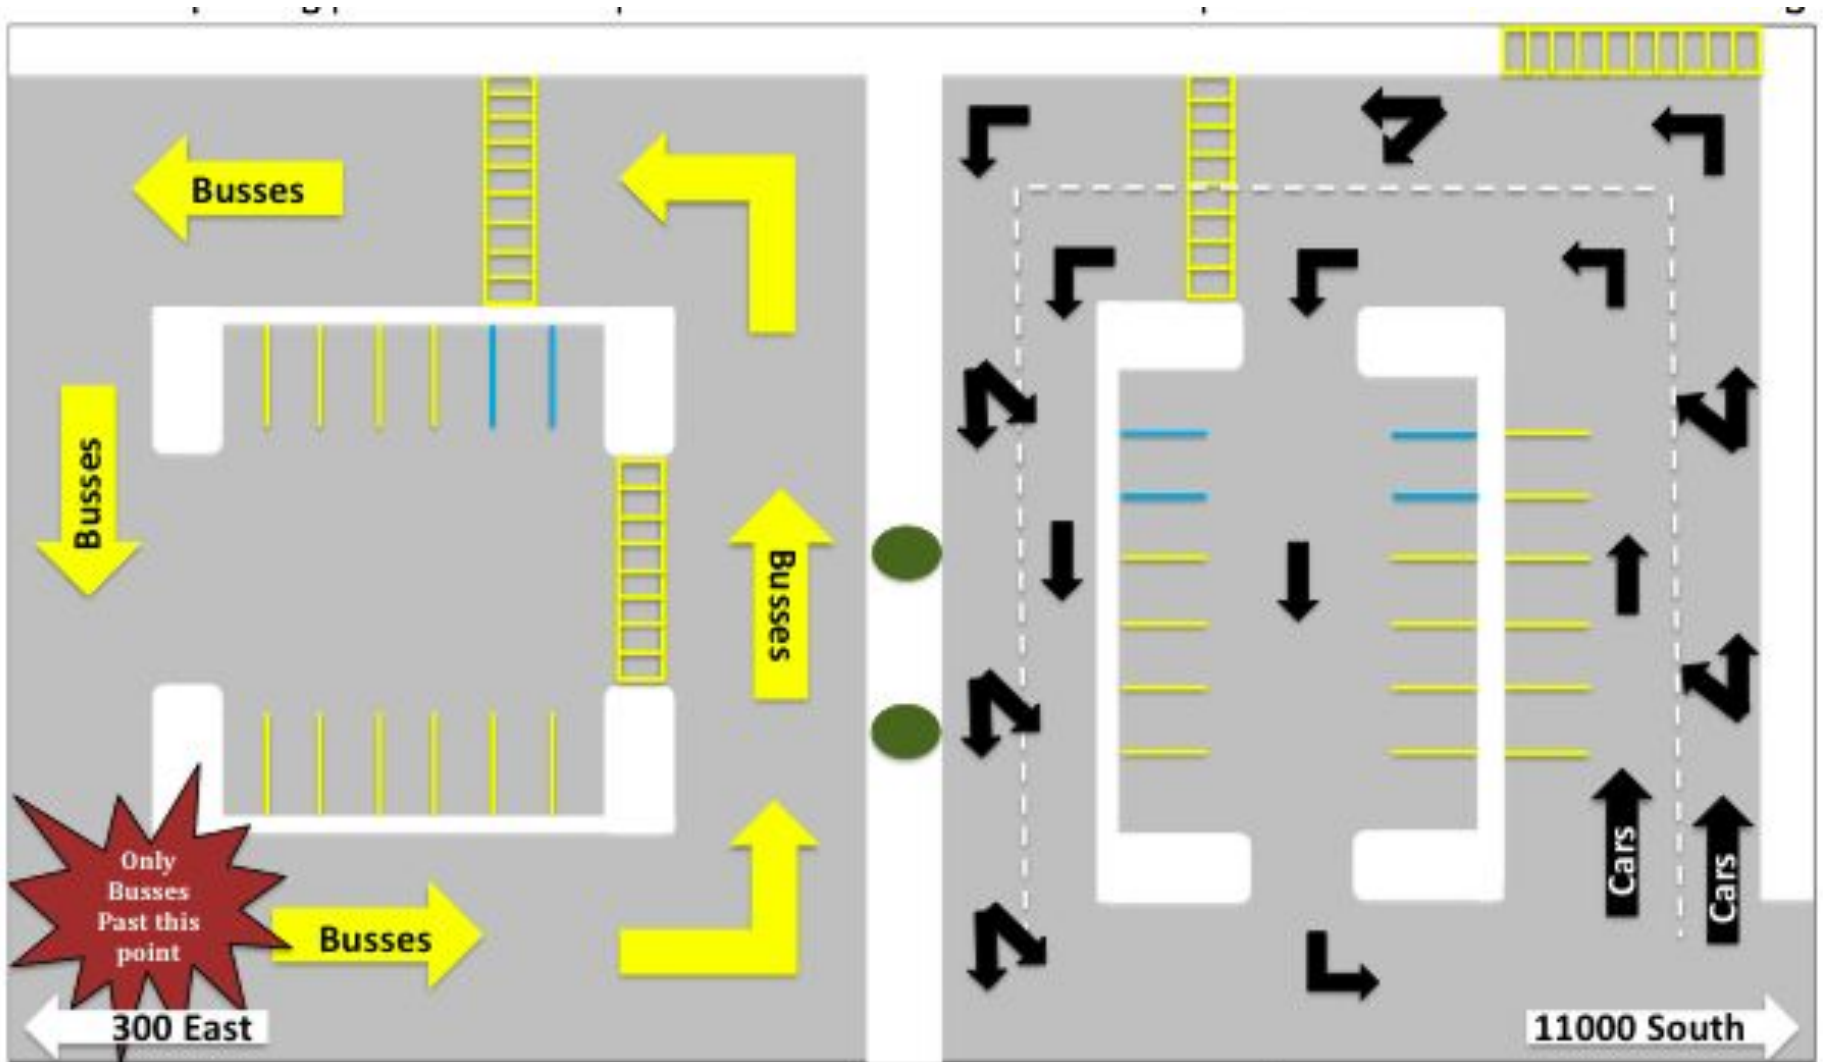 Busses
Busses
Busses
Only
Busses
Past this
point
Busses
Cars
Cars
300 East
11000 South